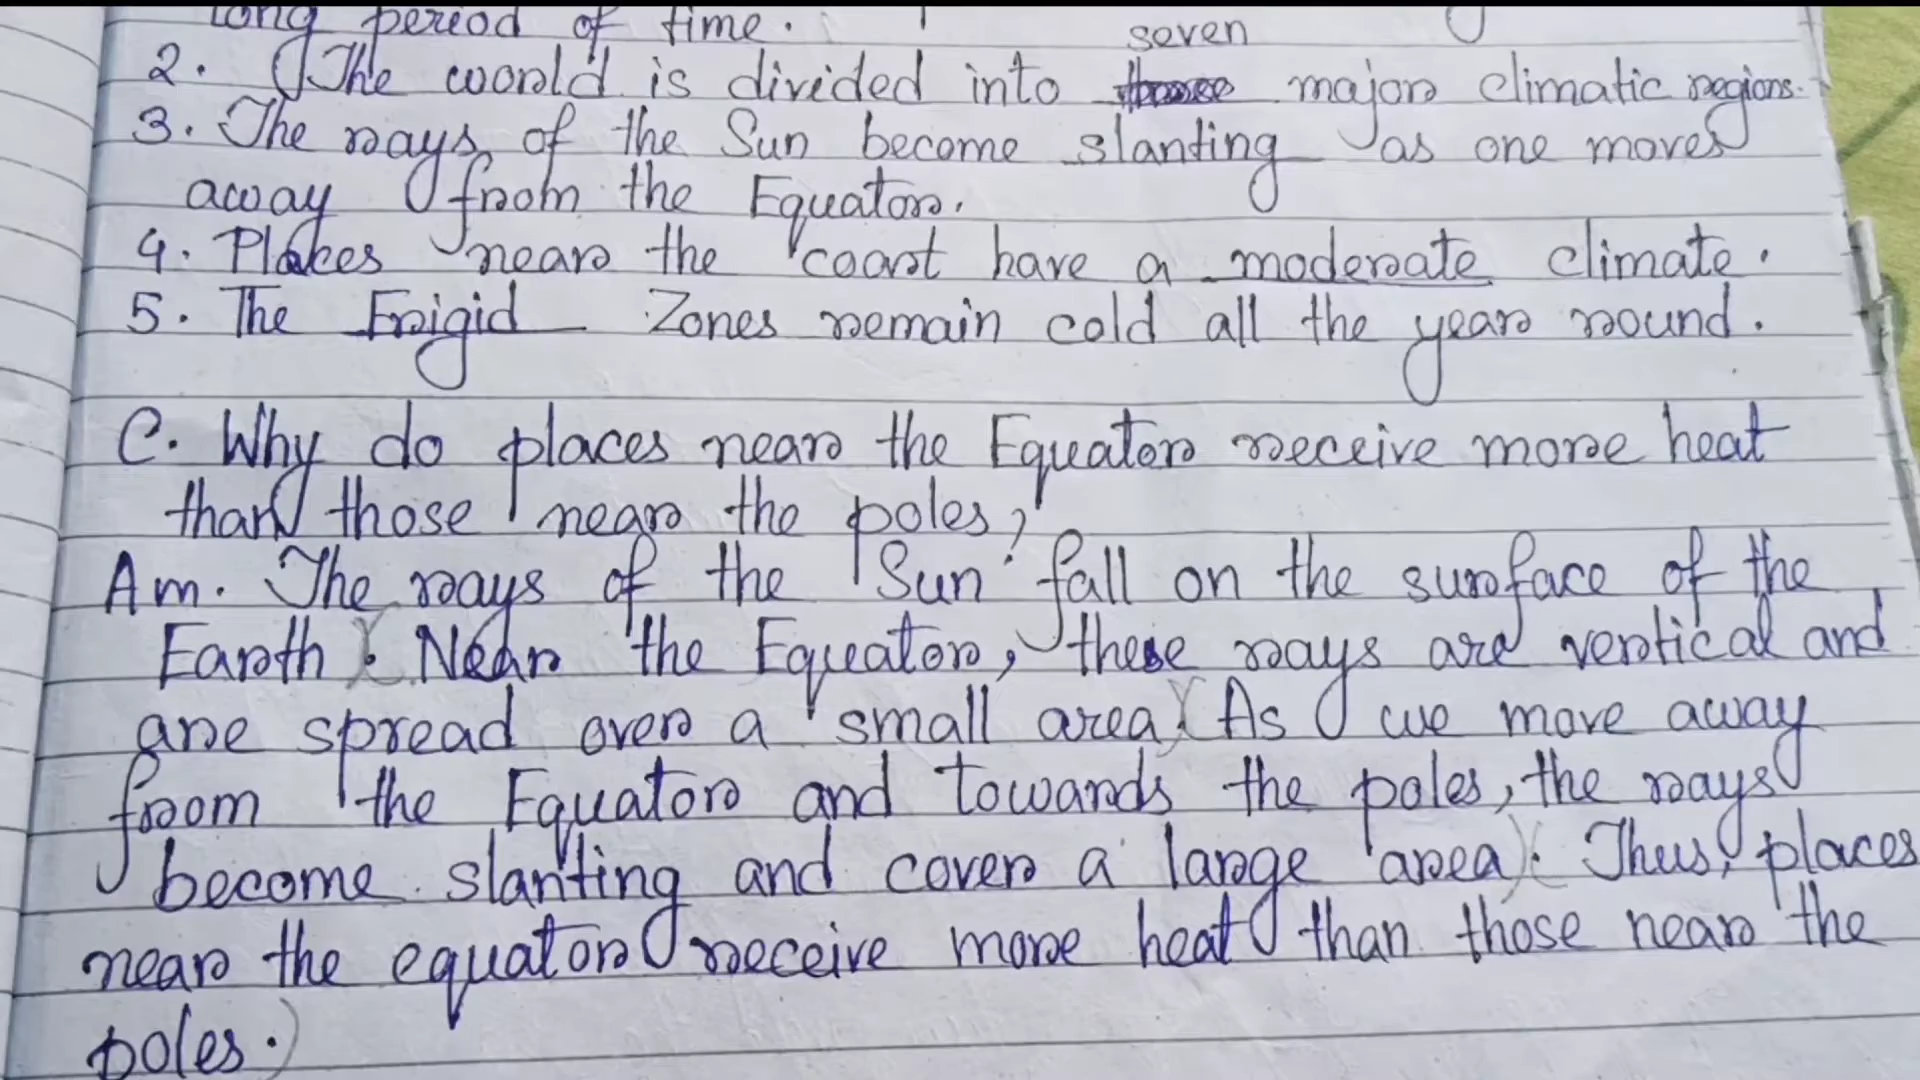 long period of time.
seven
2. The world is divided into major climatic regions.
3. The rays of the Sun become slanting as one moves
away from the Equator.
4. Places near the coast have a moderate climate.
5. The Frigid Zones remain cold all the year round.
C. Why do places near the Equator receive more heat
than those near the poles?
Ans. The rays of the Sun fall on the surface of the
Earth. Near the Equator, these rays are vertical and
are spread over a small area. As we move away
from the Equator and towards the poles, the rays
become slanting and cover a large area. Thus, places
near the equator receive more heat than those near the
poles.